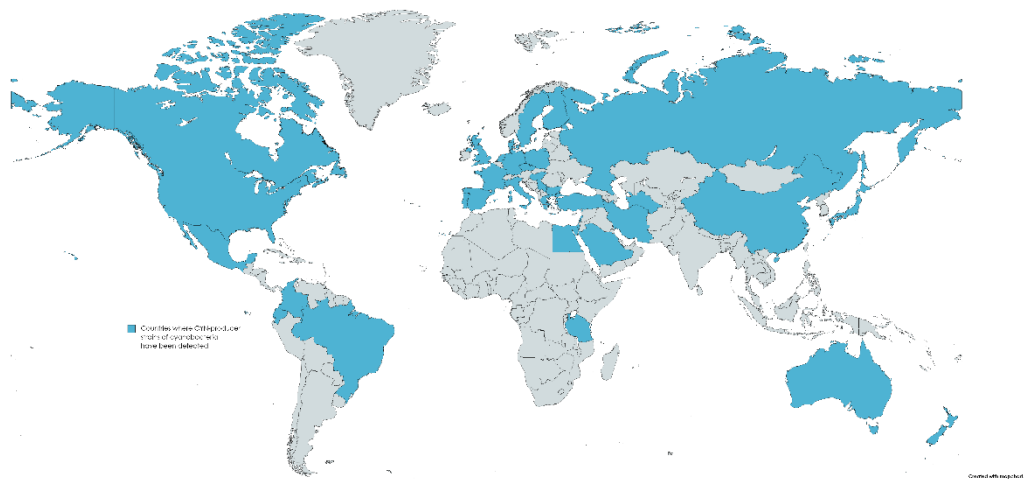 Countries where CYN-producer
strains of cyanobacteria
have been detected
Created with mapchart